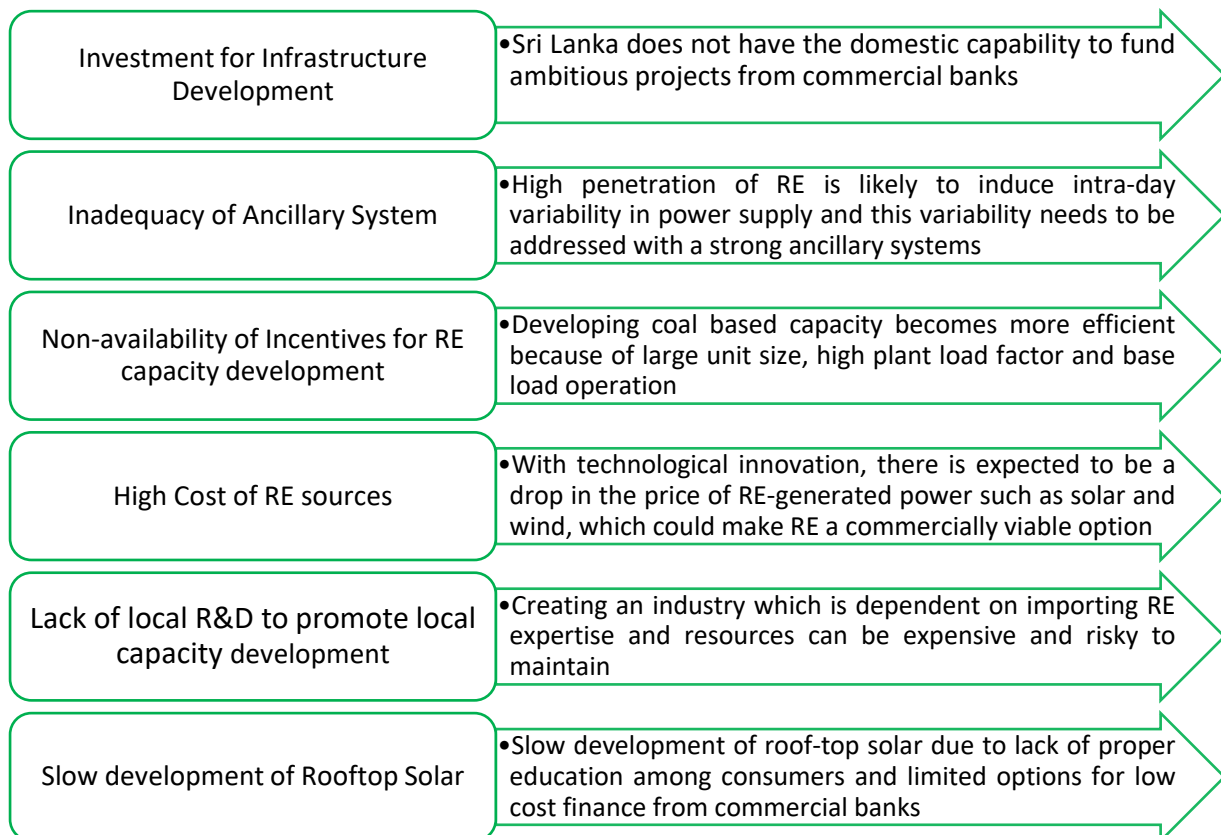 Investment for Infrastructure
Development
•Sri Lanka does not have the domestic capability to fund
ambitious projects from commercial banks
Inadequacy of Ancillary System
•High penetration of RE is likely to induce intra-day
variability in power supply and this variability needs to be
addressed with a strong ancillary systems
Non-availability of Incentives for RE
capacity development
•Developing coal based capacity becomes more efficient
because of large unit size, high plant load factor and base
load operation
High Cost of RE sources
•With technological innovation, there is expected to be a
drop in the price of RE-generated power such as solar and
wind, which could make RE a commercially viable option
Lack of local R&D to promote local
capacity development
•Creating an industry which is dependent on importing RE
expertise and resources can be expensive and risky to
maintain
Slow development of Rooftop Solar
•Slow development of roof-top solar due to lack of proper
education among consumers and limited options for low
cost finance from commercial banks